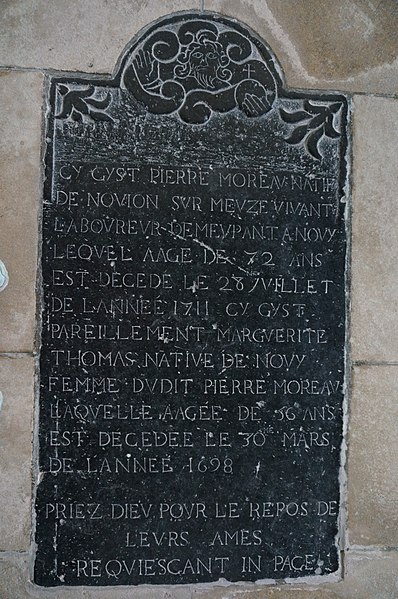 CY GYST PIERRE MOREAU NATIF
DE NOVION SVR MEVZE VIVANT
LABOVREVR DEMEVRANT A NOVY
LEQVEL AAGE DE 72 ANS
EST DECEDE LE 28 IVILLET
DE LANNEE 1711 CY GYST
PAREILLEMENT MARGVERITE
THOMAS NATIVE DE NOVY
FEMME DVDIT PIERRE MOREAV
LAQVELLE AAGEE DE 56 ANS
EST DECEDEE LE 30 MARS
DE LANNEE 1698
PRIEZ DIEV POVR LE REPOS DE
LEVRS AMES
REQVIESCANT IN PACE